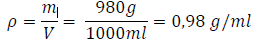 ρ = m/V = 980g/1000ml = 0,98 g/ml